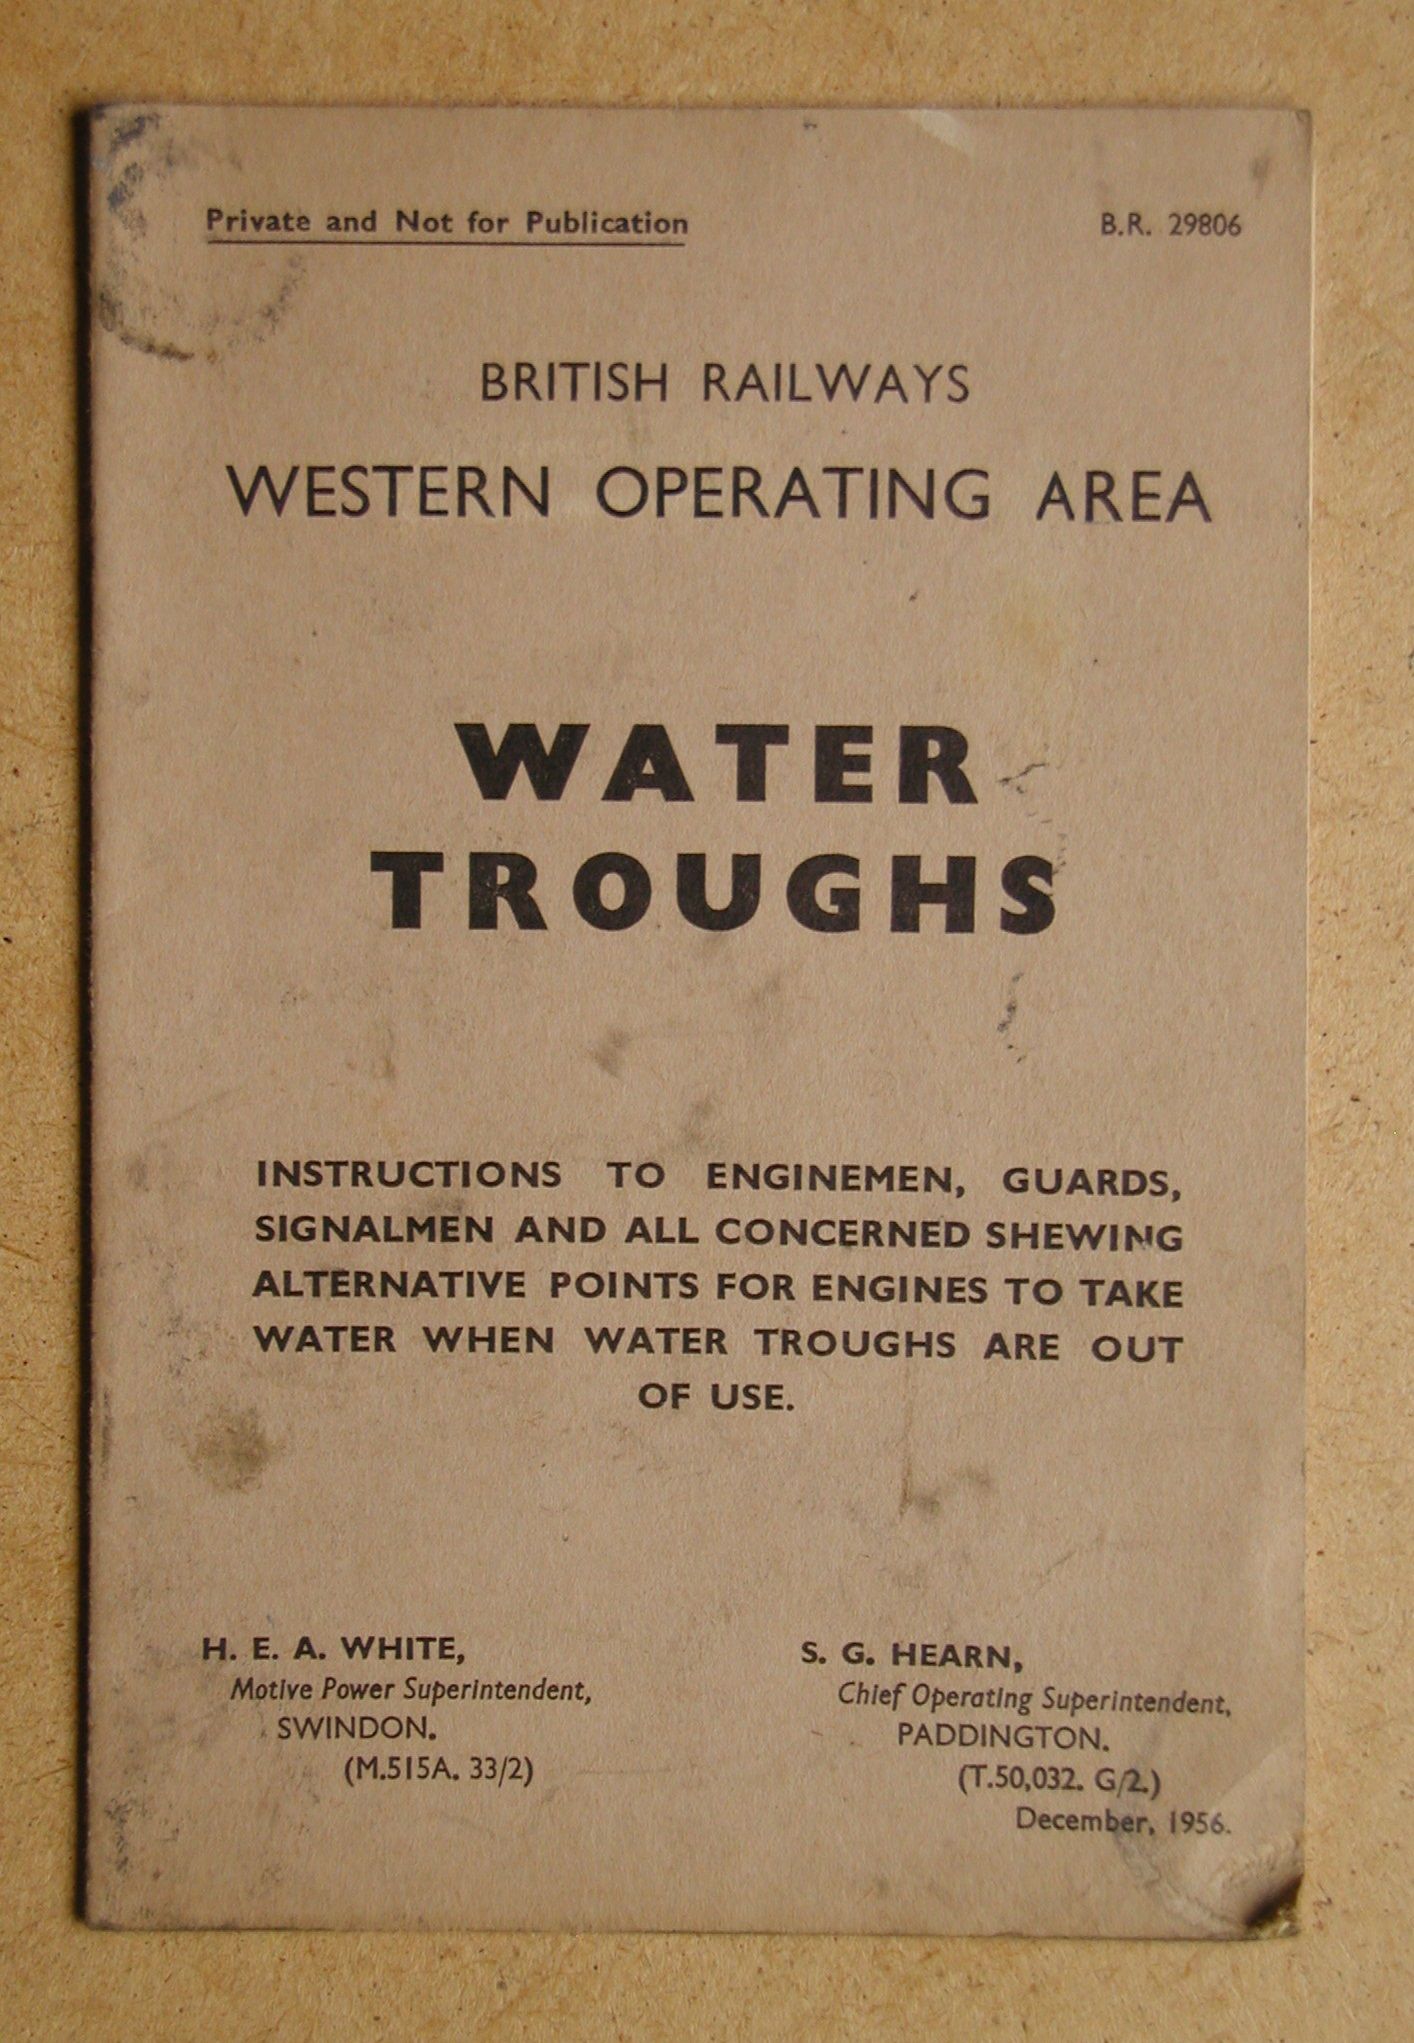 Private and Not for Publication
B.R. 29806
BRITISH RAILWAYS
WESTERN OPERATING AREA
WATER
TROUGHS
INSTRUCTIONS TO ENGINEMEN, GUARDS,
SIGNALMEN AND ALL CONCERNED SHEWING
ALTERNATIVE POINTS FOR ENGINES TO TAKE
WATER WHEN WATER TROUGHS ARE OUT
OF USE.
H. E. A. WHITE,
Motive Power Superintendent,
SWINDON.
(M.515A. 33/2)
S. G. HEARN,
Chief Operating Superintendent,
PADDINGTON.
(T.50,032. G/2.)
December, 1956.